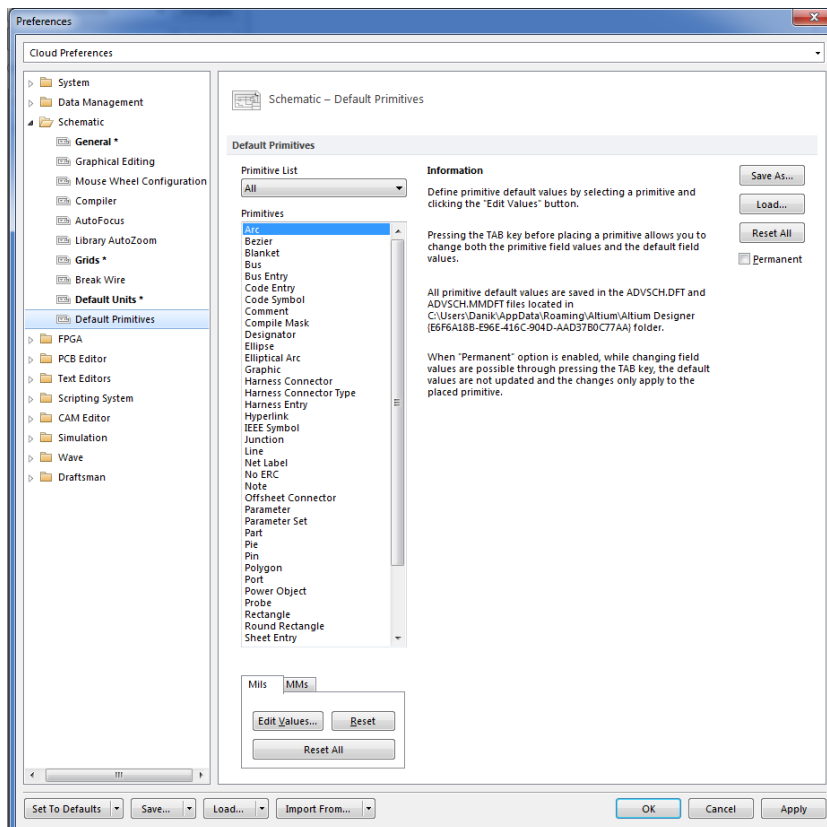 Preferences
Cloud Preferences
System
Data Management
Schematic
General *
Graphical Editing
Mouse Wheel Configuration
Compiler
AutoFocus
Library AutoZoom
Grids *
Break Wire
Default Units *
Default Primitives
FPGA
PCB Editor
Text Editors
Scripting System
CAM Editor
Simulation
Wave
Draftsman
Schematic – Default Primitives
Default Primitives
Primitive List
All
Primitives
Arc
Bezier
Blanket
Bus
Bus Entry
Code Entry
Code Symbol
Comment
Compile Mask
Designator
Ellipse
Elliptical Arc
Graphic
Harness Connector
Harness Connector Type
Harness Entry
Hyperlink
IEEE Symbol
Junction
Line
Net Label
No ERC
Note
Offsheet Connector
Parameter
Parameter Set
Part
Pie
Pin
Polygon
Port
Power Object
Probe
Rectangle
Round Rectangle
Sheet Entry
Mils
MMs
Edit Values...
Reset
Reset All
Information
Define primitive default values by selecting a primitive and
clicking the "Edit Values" button.
Pressing the TAB key before placing a primitive allows you to
change both the primitive field values and the default field
values.
All primitive default values are saved in the ADVSCH.DFT and
ADVSCH.MMDFT files located in
C:\Users\Danik\AppData\Roaming\Altium\Altium Designer
{E6F6A18B-E96E-416C-904D-AAD37B0C77AA} folder.
When "Permanent" option is enabled, while changing field
values are possible through pressing the TAB key, the default
values are not updated and the changes only apply to the
placed primitive.
Save As...
Load...
Reset All
Permanent
Set To Defaults
Save...
Load...
Import From...
OK
Cancel
Apply